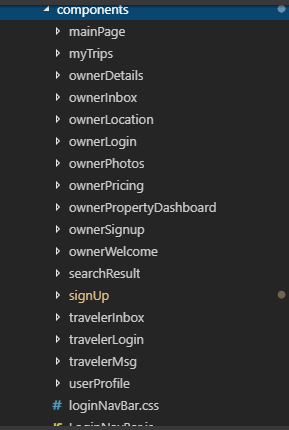 components
mainPage
myTrips
ownerDetails
ownerInbox
ownerLocation
ownerLogin
ownerPhotos
ownerPricing
ownerPropertyDashboard
ownerSignup
ownerWelcome
searchResult
signUp
travelerInbox
travelerLogin
travelerMsg
userProfile
# loginNavBar.css